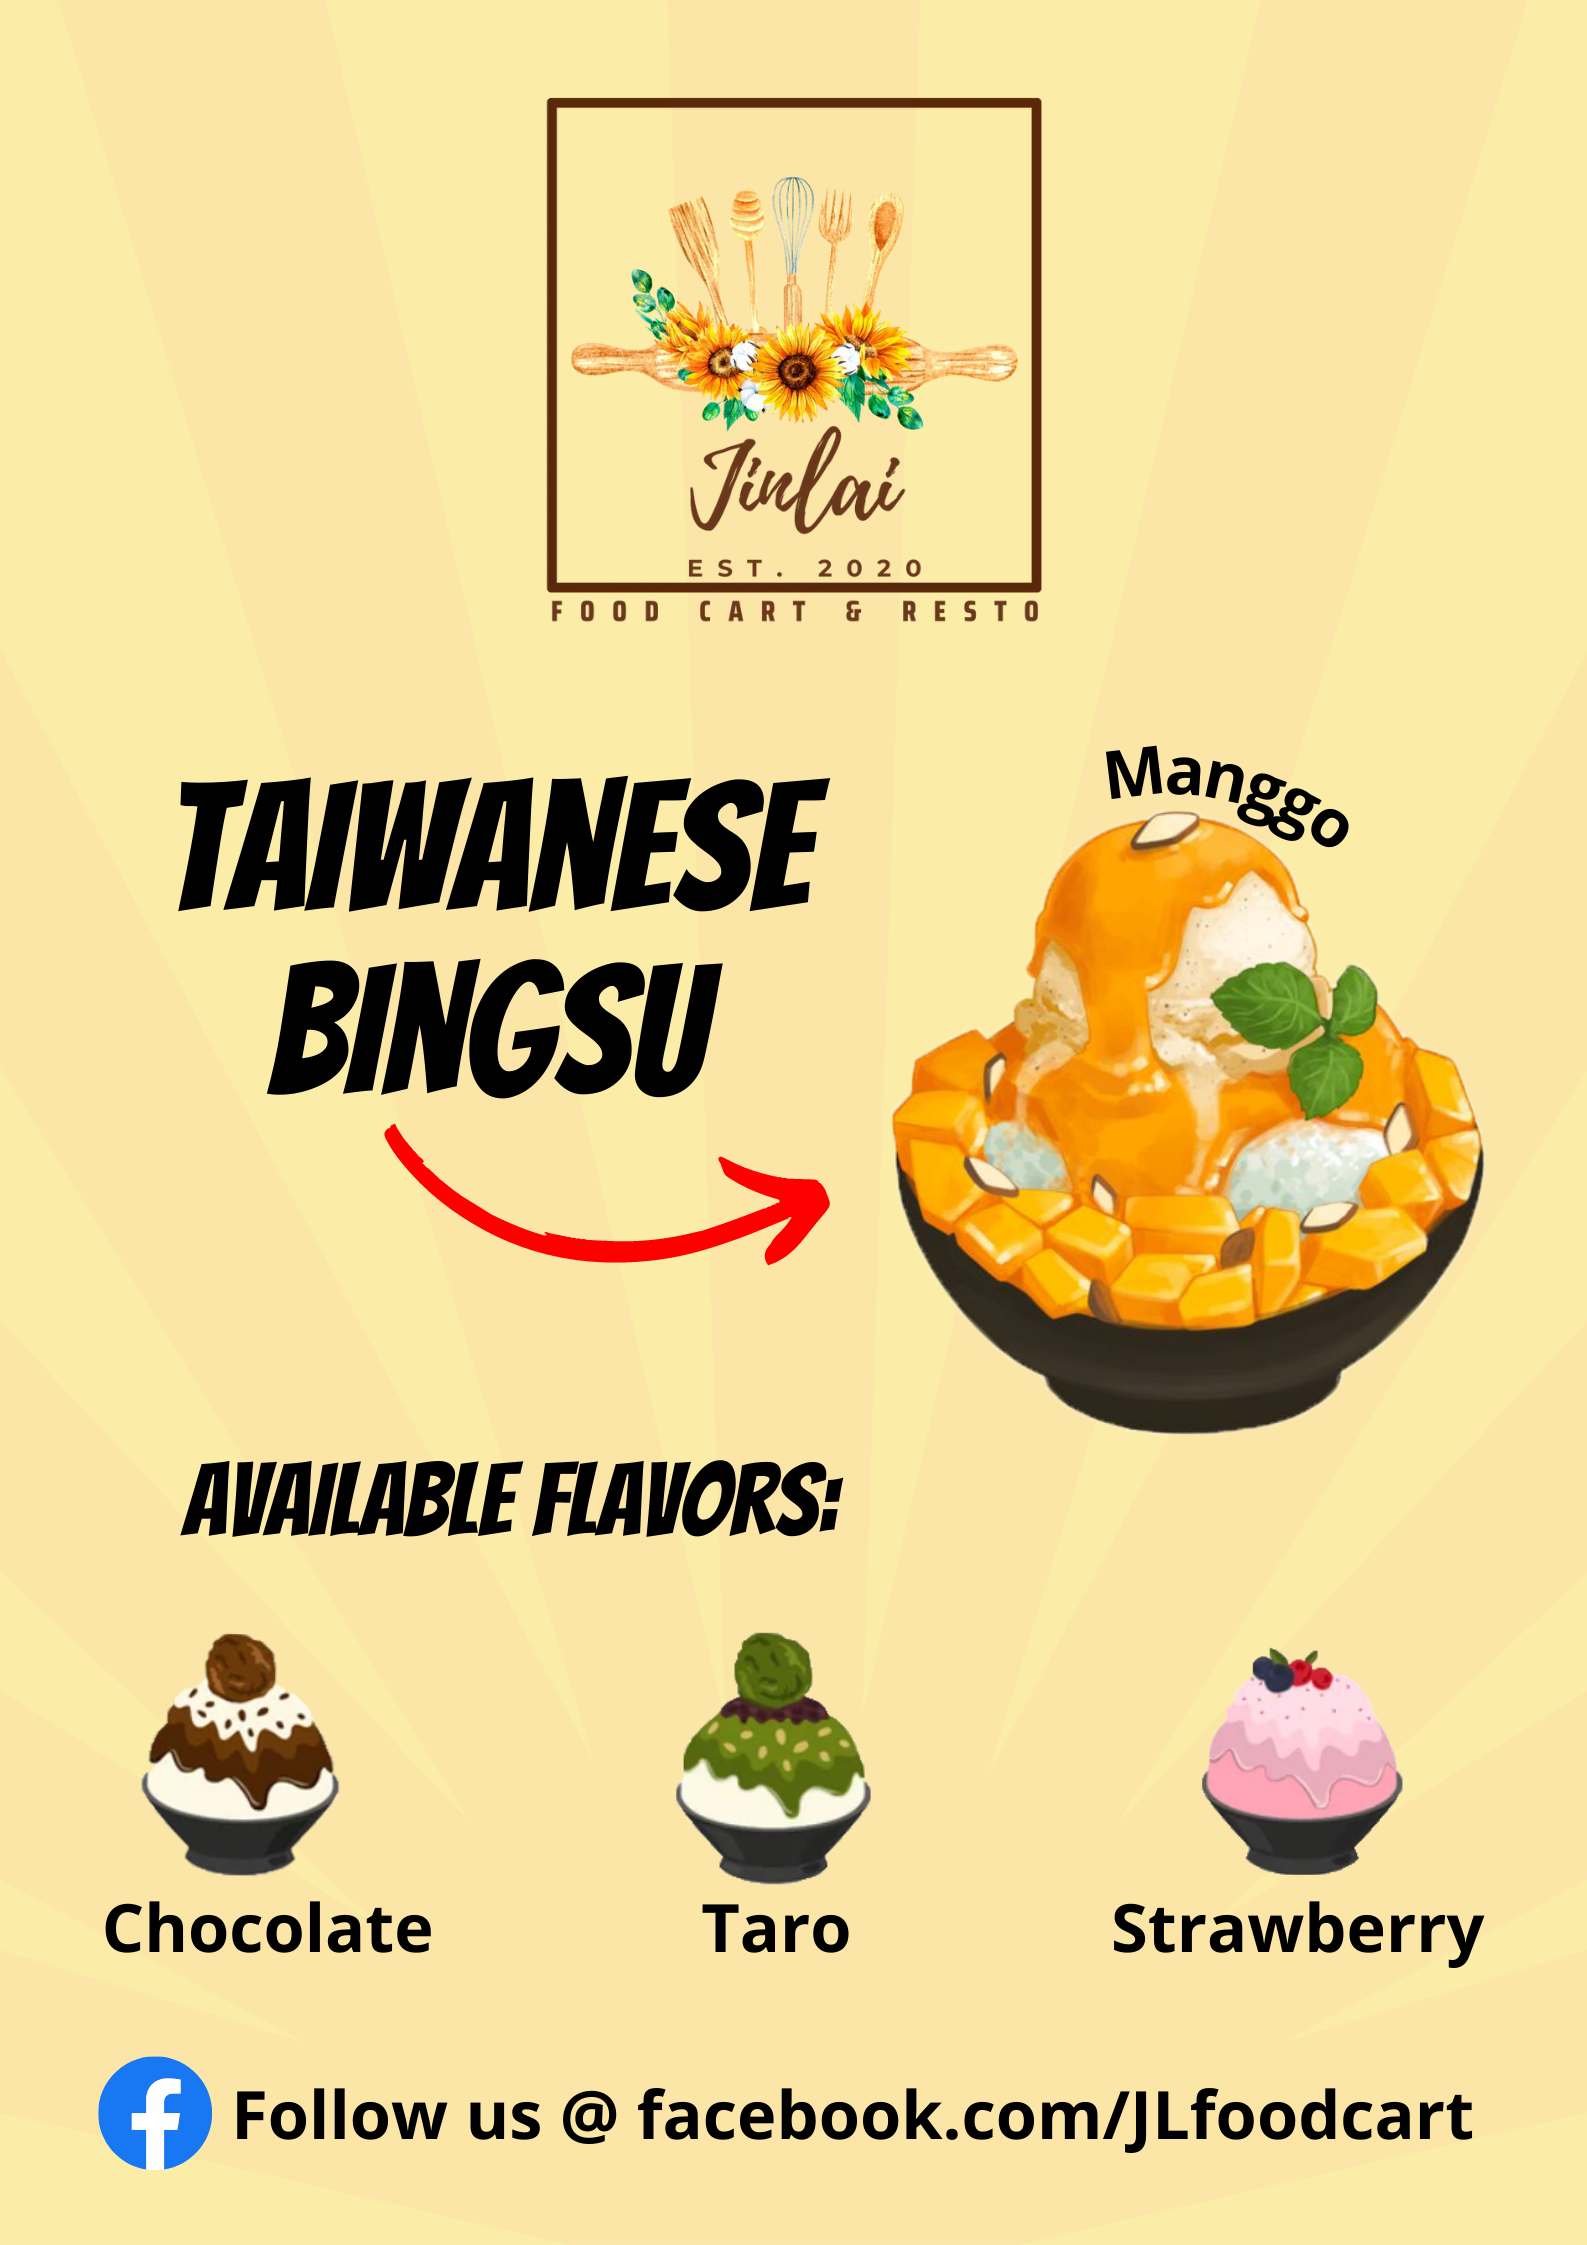 Jinlai
EST. 2020
FOOD CART & RESTO
TAIWANESE
BINGSU
Manggo
AVAILABLE FLAVORS:
Chocolate
Taro
Strawberry
Follow us @ facebook.com/JLfoodcart